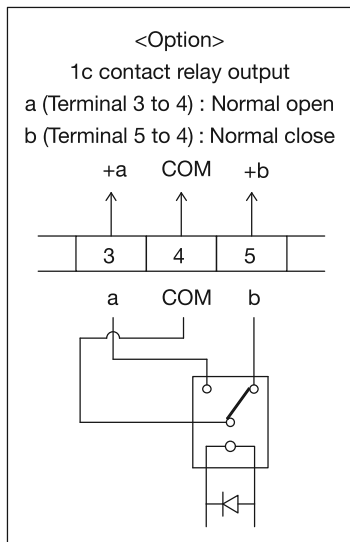 <Option>
1c contact relay output
a (Terminal 3 to 4) : Normal open
b (Terminal 5 to 4) : Normal close
+a COM +b
3 4 5
a COM b